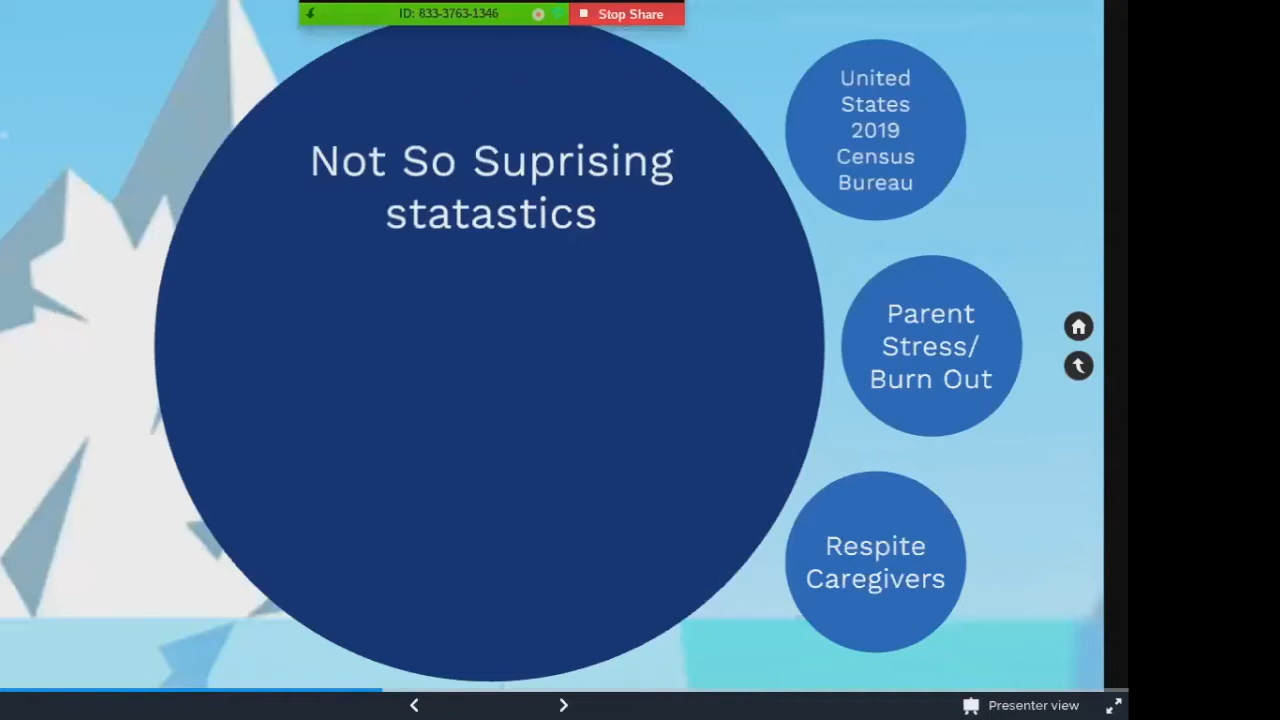 ID: 833-3763-1346
Stop Share
Not So Suprising
statastics
United
States
2019
Census
Bureau
Parent
Stress/
Burn Out
Respite
Caregivers
Presenter view